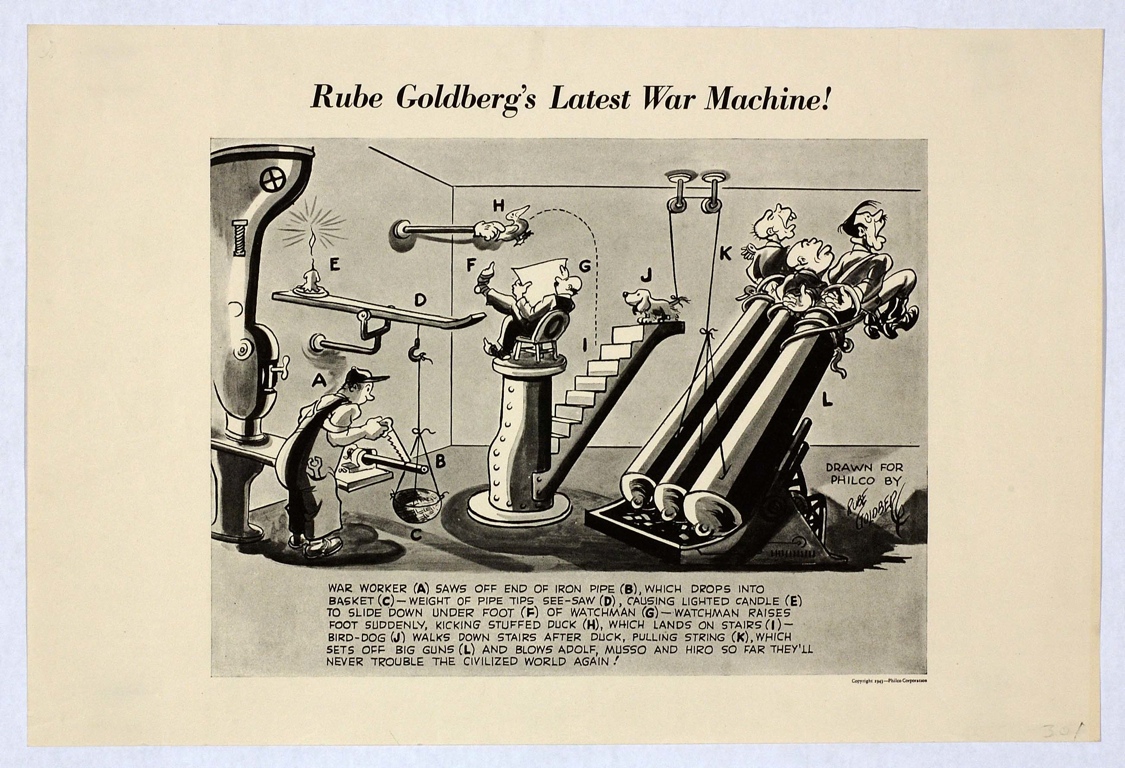 Rube Goldberg's Latest War Machine!
H
E
F
G
K
J
D
I
A
L
B
DRAWN FOR
PHILCO BY
RUBE
GOLDBERG
C
WAR WORKER (A) SAWS OFF END OF IRON PIPE (B), WHICH DROPS INTO
BASKET (C)—WEIGHT OF PIPE TIPS SEE-SAW (D), CAUSING LIGHTED CANDLE (E)
TO SLIDE DOWN UNDER FOOT (F) OF WATCHMAN (G)—WATCHMAN RAISES
FOOT SUDDENLY, KICKING STUFFED DUCK (H), WHICH LANDS ON STAIRS (I)—
BIRD-DOG (J) WALKS DOWN STAIRS AFTER DUCK, PULLING STRING (K), WHICH
SETS OFF BIG GUNS (L) AND BLOWS ADOLF, MUSSO AND HIRO SO FAR THEY'LL
NEVER TROUBLE THE CIVILIZED WORLD AGAIN!
Copyright 1943—Philco Corporation